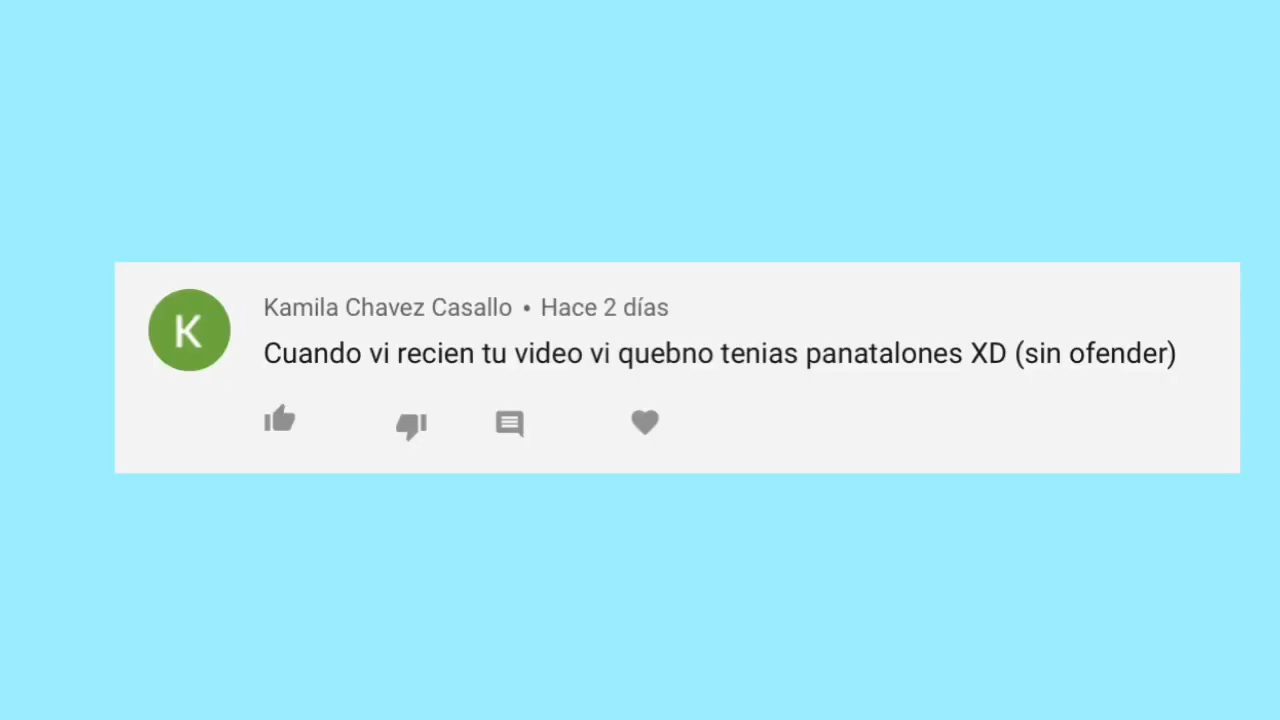 K
Kamila Chavez Casallo • Hace 2 días
Cuando vi recien tu video vi quebno tenias panatalones XD (sin ofender)